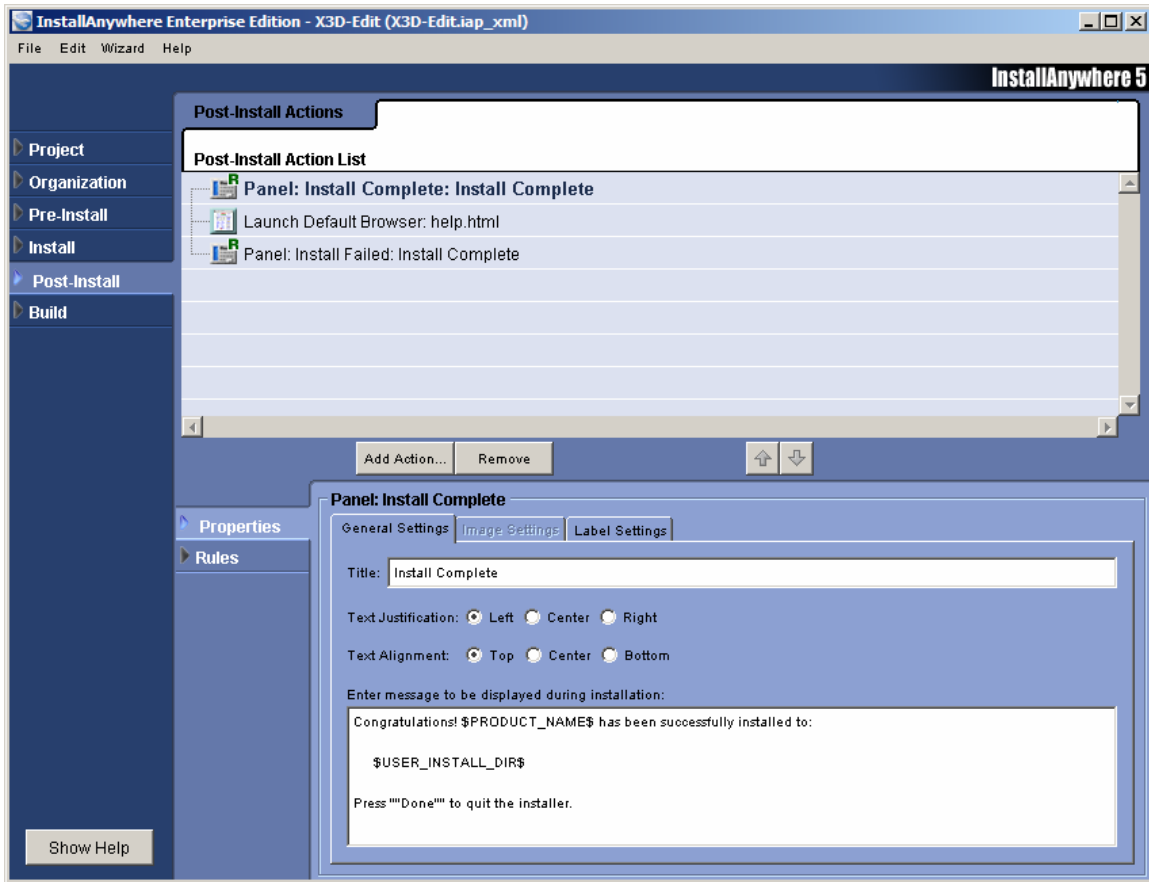 InstallAnywhere Enterprise Edition - X3D-Edit (X3D-Edit.iap_xml)
File Edit Wizard Help
InstallAnywhere 5
Post-Install Actions
Project
Organization
Pre-Install
Install
Post-Install
Build
Post-Install Action List
R Panel: Install Complete: Install Complete
Launch Default Browser: help.html
R Panel: Install Failed: Install Complete
Add Action... Remove
Properties
Rules
Panel: Install Complete
General Settings Image Settings Label Settings
Title: Install Complete
Text Justification: Left Center Right
Text Alignment: Top Center Bottom
Enter message to be displayed during installation:
Congratulations! $PRODUCT_NAME$ has been successfully installed to:
$USER_INSTALL_DIR$
Press ""Done"" to quit the installer.
Show Help